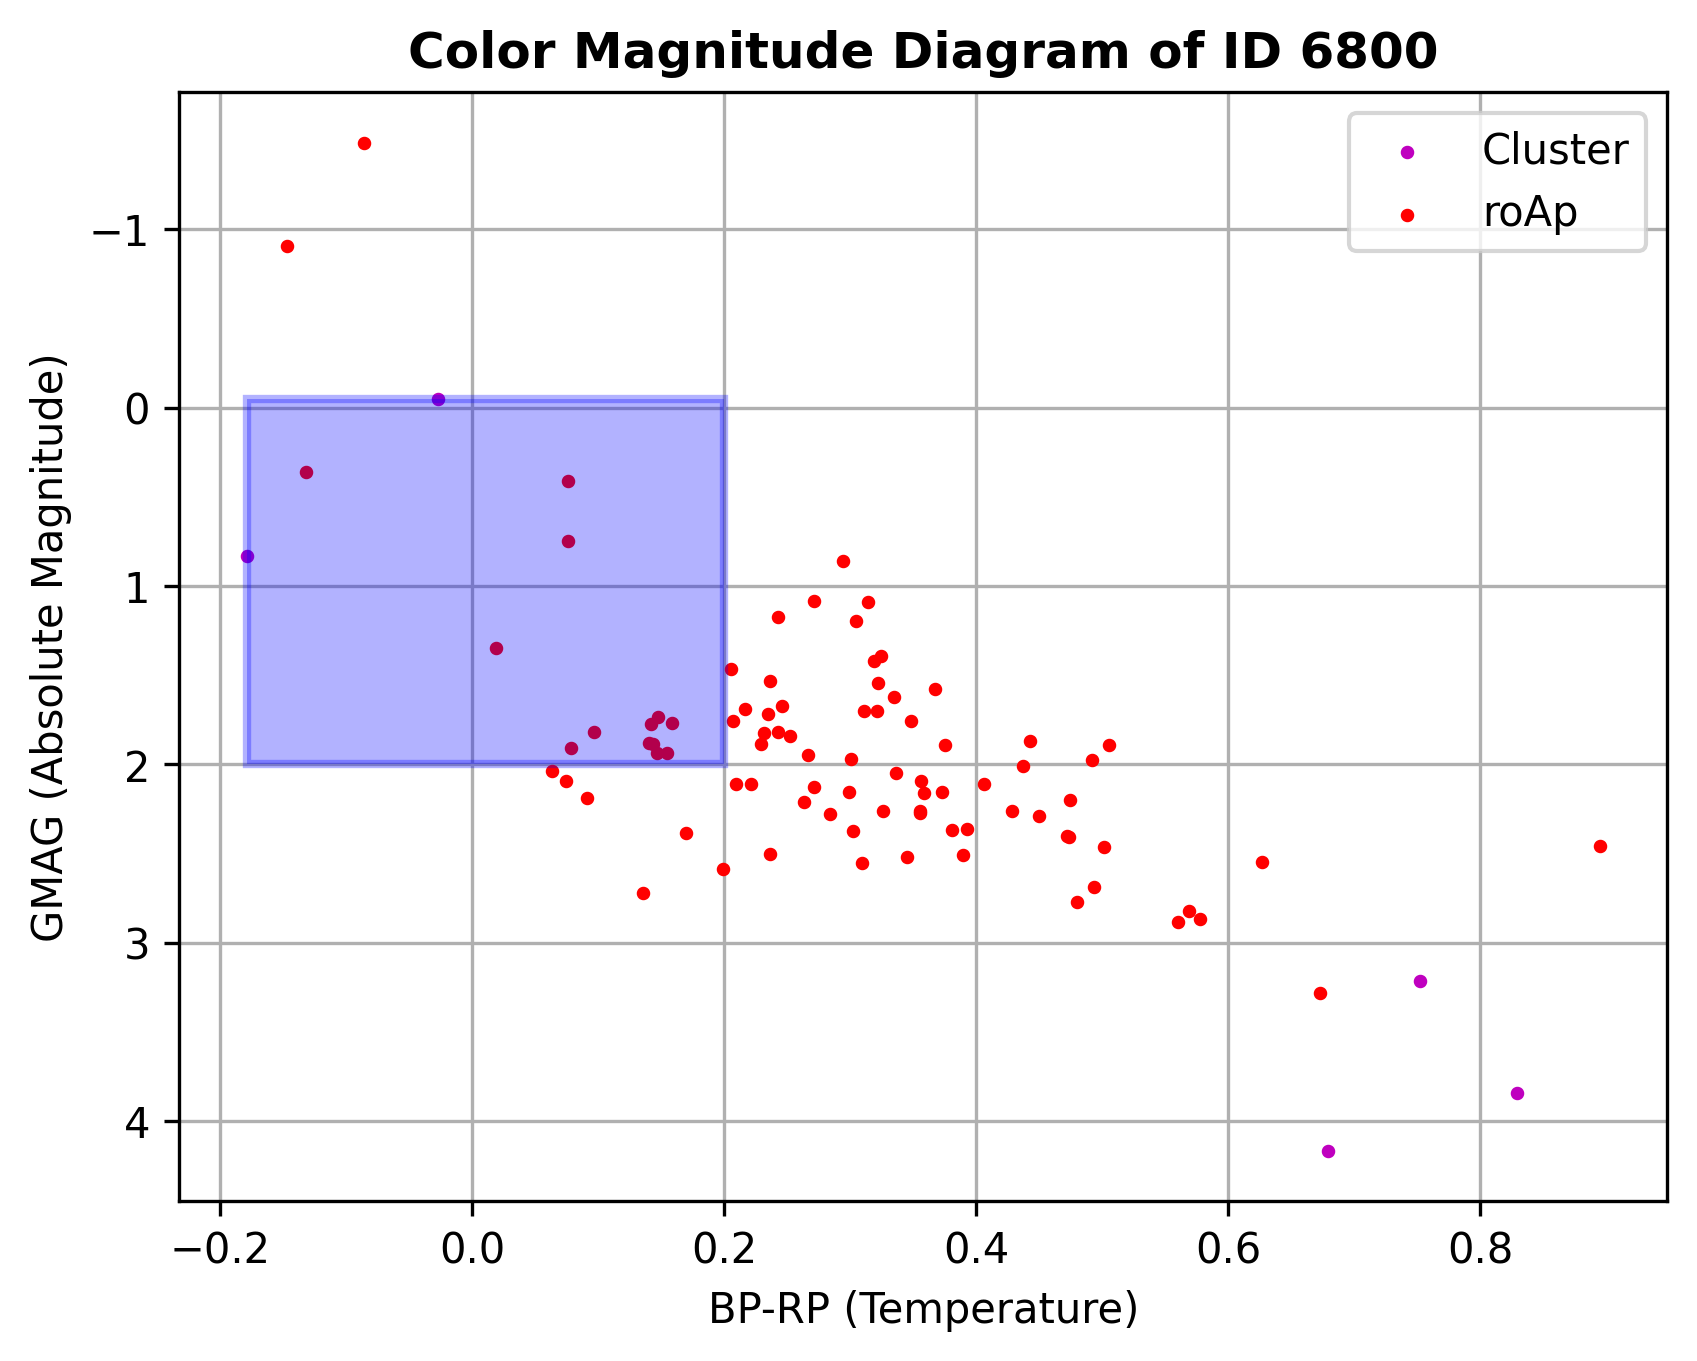 Color Magnitude Diagram of ID 6800
Cluster
roAp
−1
0
1
2
3
4
GMAG (Absolute Magnitude)
−0.2 0.0 0.2 0.4 0.6 0.8
BP-RP (Temperature)